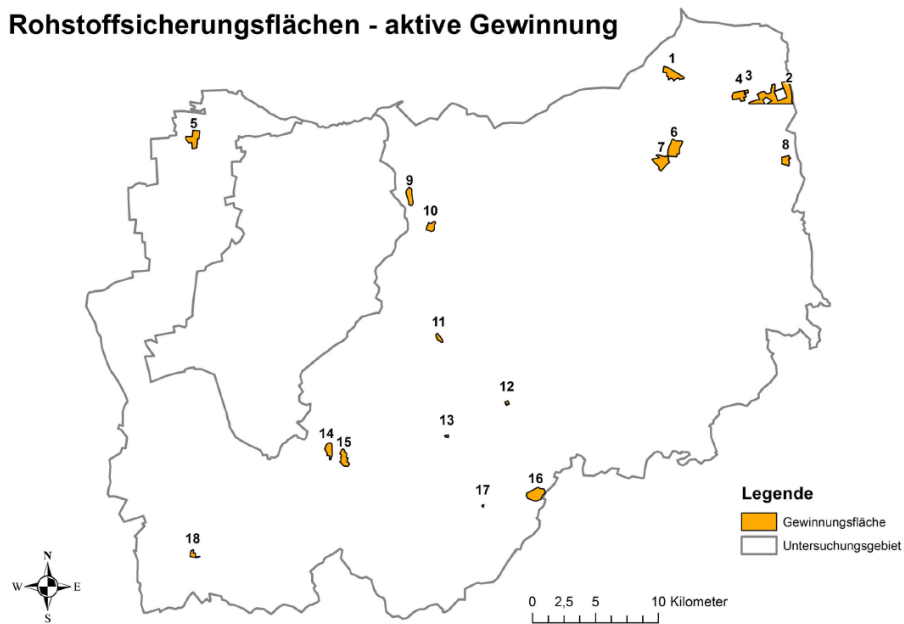 Rohstoffsicherungsflächen - aktive Gewinnung
1
2
3
4
5
6
7
8
9
10
11
12
13
14
15
16
17
18
Legende
Gewinnungsfläche
Untersuchungsgebiet
N
W E
S
0 2,5 5 10 Kilometer